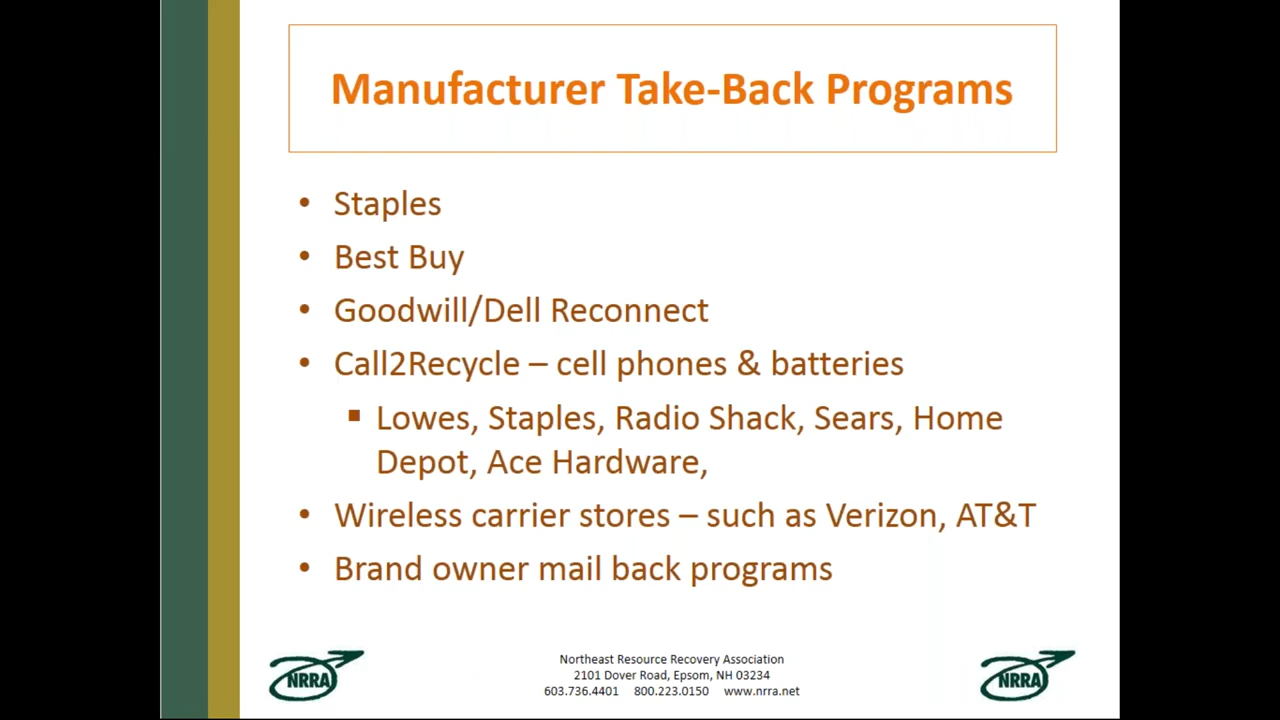 Manufacturer Take-Back Programs
• Staples
• Best Buy
• Goodwill/Dell Reconnect
• Call2Recycle – cell phones & batteries
▪ Lowes, Staples, Radio Shack, Sears, Home
Depot, Ace Hardware,
• Wireless carrier stores – such as Verizon, AT&T
• Brand owner mail back programs
NRRA
Northeast Resource Recovery Association
2101 Dover Road, Epsom, NH 03234
603.736.4401 800.223.0150 www.nrra.net
NRRA